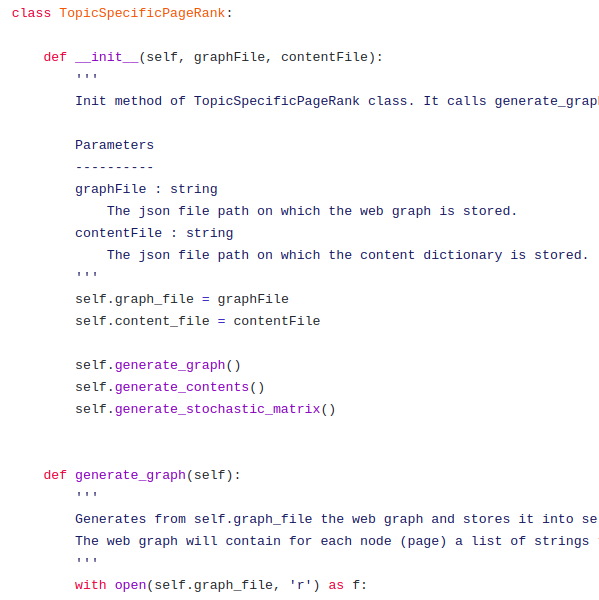 class TopicSpecificPageRank:
def __init__(self, graphFile, contentFile):
'''
Init method of TopicSpecificPageRank class. It calls
Parameters
----------
graphFile : string
The json file path on which the web graph is stored.
contentFile : string
The json file path on which the content dictionary is stored.
'''
self.graph_file = graphFile
self.content_file = contentFile
self.generate_graph()
self.generate_contents()
self.generate_stochastic_matrix()
def generate_graph(self):
'''
Generates from self.graph_file the web graph and stores it into
The web graph will contain for each node (page) a list of strings
'''
with open(self.graph_file, 'r') as f: